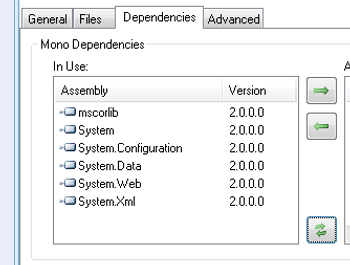 General Files Dependencies Advanced
Mono Dependencies
In Use:
Assembly Version
mscorlib 2.0.0.0
System 2.0.0.0
System.Configuration 2.0.0.0
System.Data 2.0.0.0
System.Web 2.0.0.0
System.Xml 2.0.0.0